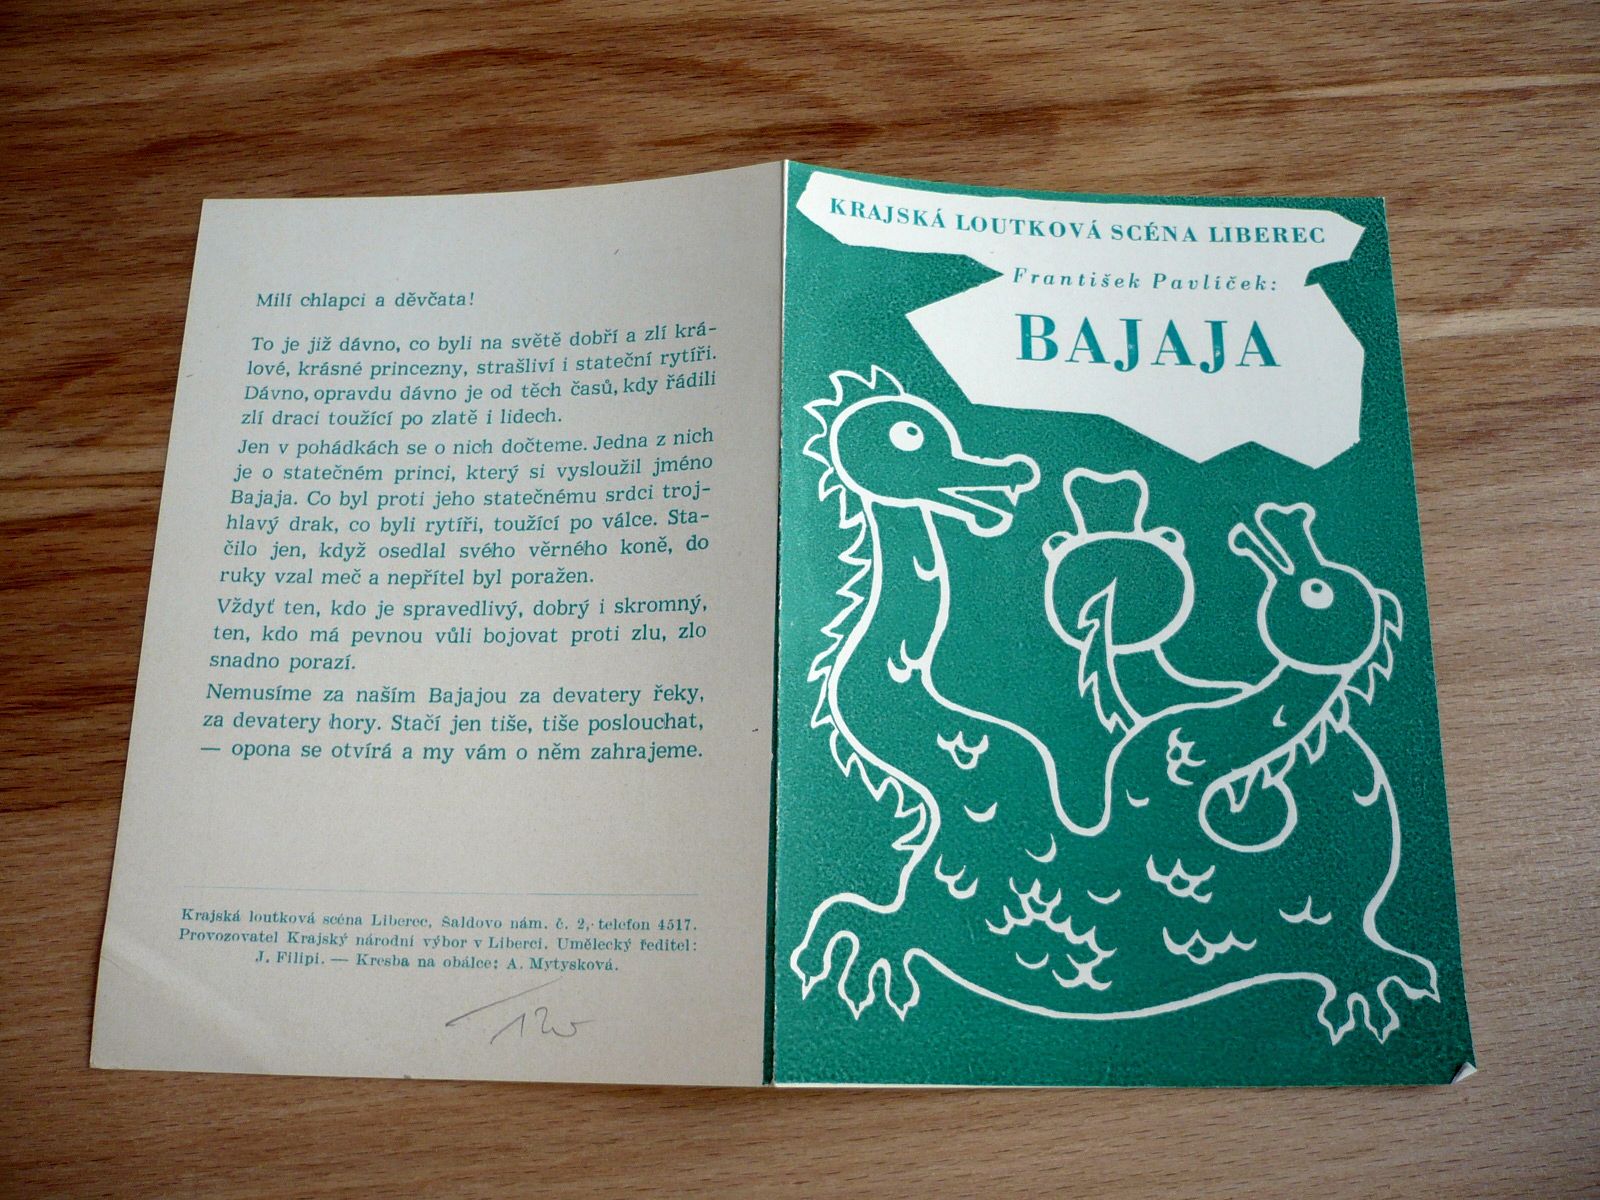 Milí chlapci a děvčata!
To je již dávno, co byli na světě dobří a zlí krá-
lové, krásné princezny, strašliví i stateční rytíři.
Dávno, opravdu dávno je od těch časů, kdy řádili
zlí draci toužící po zlatě i lidech.
Jen v pohádkách se o nich dočteme. Jedna z nich
je o statečném princi, který si vysloužil jméno
Bajaja. Co byl proti jeho statečnému srdci troj-
hlavý drak, co byli rytíři, toužící po válce. Sta-
čilo jen, když osedlal svého věrného koně, do
ruky vzal meč a nepřítel byl poražen.
Vždyť ten, kdo je spravedlivý, dobrý i skromný,
ten, kdo má pevnou vůli bojovat proti zlu, zlo
snadno porazí.
Nemusíme za naším Bajajou za devatery řeky,
za devatery hory. Stačí jen tiše, tiše poslouchat,
— opona se otvírá a my vám o něm zahrajeme.
Krajská loutková scéna Liberec, Šaldovo nám. č. 2, telefon 4517.
Provozovatel Krajský národní výbor v Liberci. Umělecký ředitel:
J. Filipi. — Kresba na obálce: A. Mytysková.
KRAJSKÁ LOUTKOVÁ SCÉNA LIBEREC
František Pavlíček:
BAJAJA